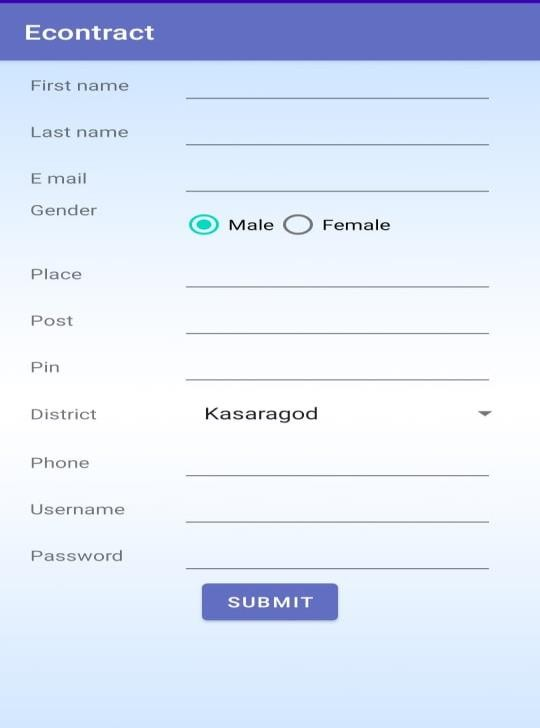 Econtract
First name
Last name
E mail
Gender
Male Female
Place
Post
Pin
District Kasaragod
Phone
Username
Password
SUBMIT